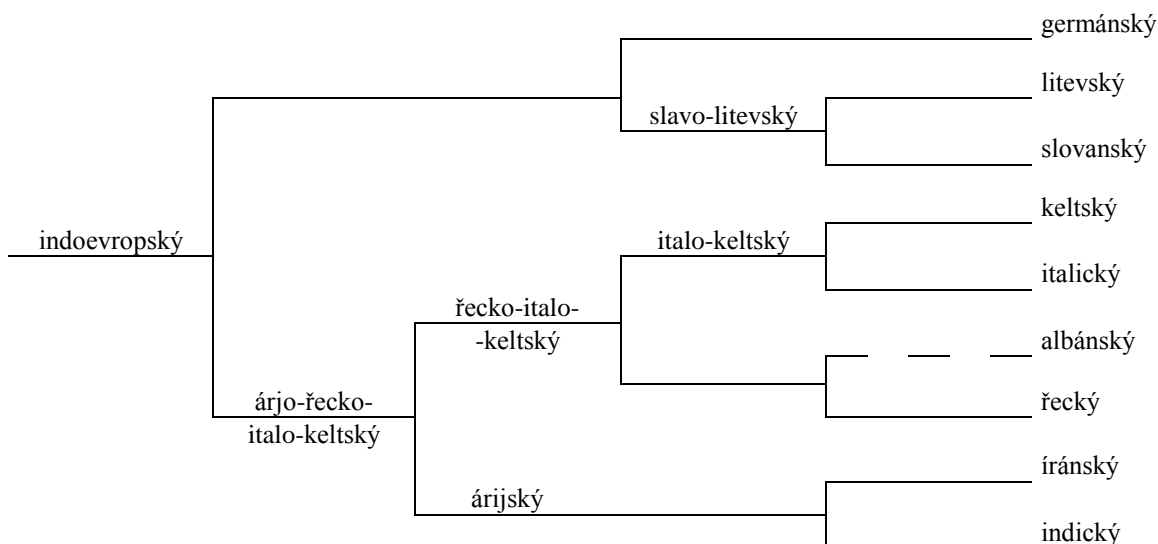 germánský
litevský
slavo-litevský
slovanský
keltský
indoevropský
italo-keltský
italický
řecko-italo-
-keltský
albánský
árjo-řecko-
italo-keltský
řecký
íránský
árijský
indický